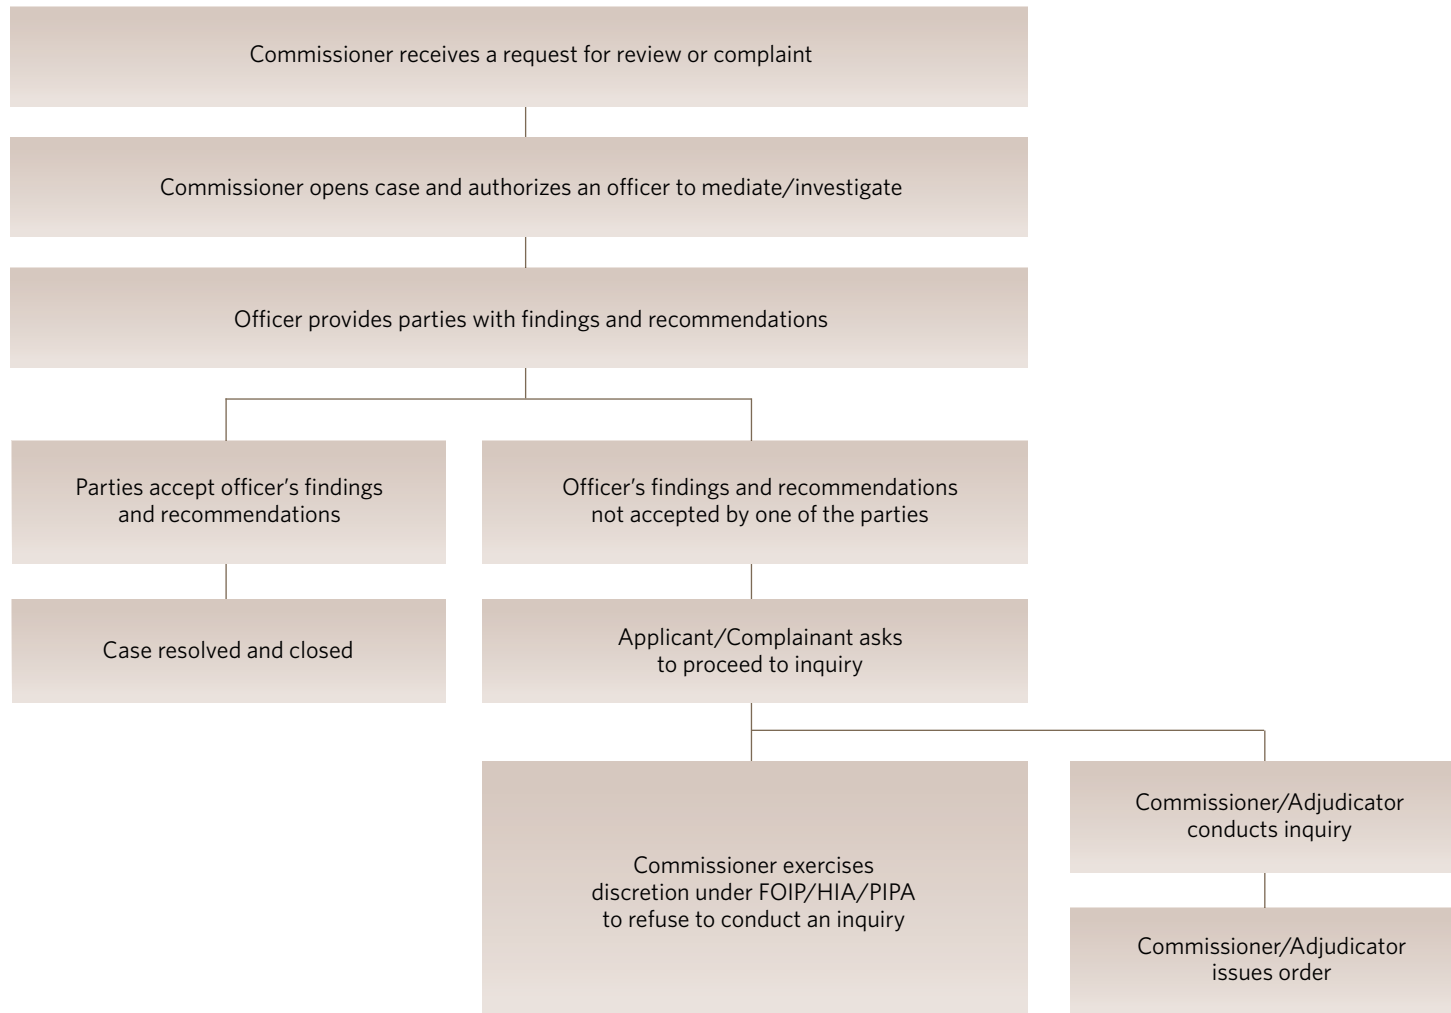 Commissioner receives a request for review or complaint
Commissioner opens case and authorizes an officer to mediate/investigate
Officer provides parties with findings and recommendations
Parties accept officer’s findings
and recommendations
Officer’s findings and recommendations
not accepted by one of the parties
Case resolved and closed
Applicant/Complainant asks
to proceed to inquiry
Commissioner exercises
discretion under FOIP/HIA/PIPA
to refuse to conduct an inquiry
Commissioner/Adjudicator
conducts inquiry
Commissioner/Adjudicator
issues order